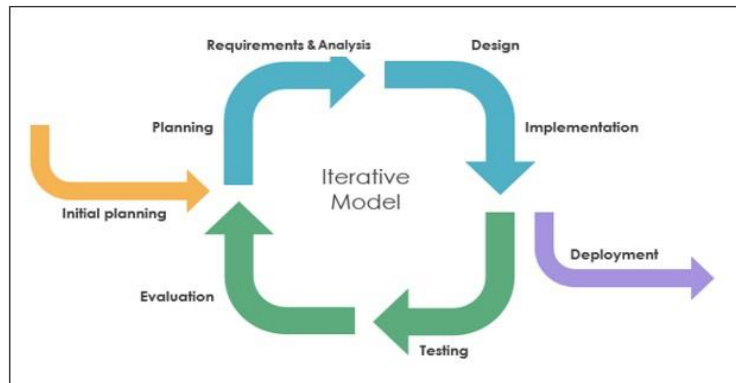 Requirements & Analysis
Design
Planning
Implementation
Iterative
Model
Initial planning
Deployment
Evaluation
Testing